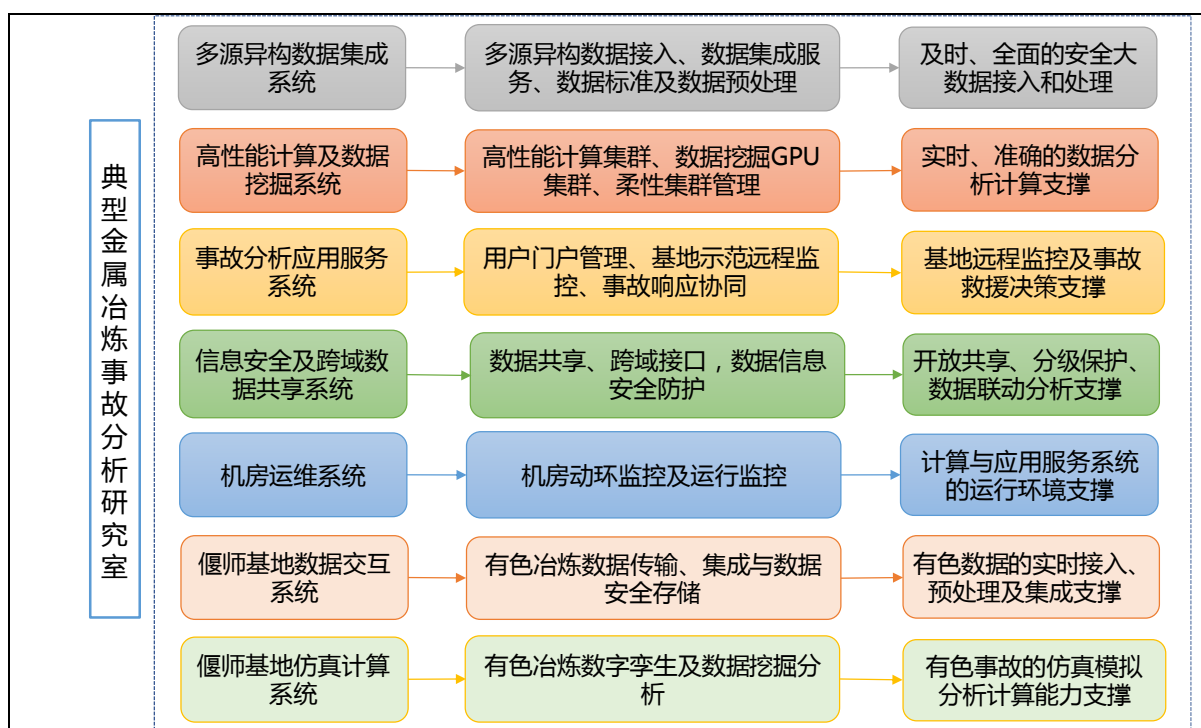 典型金属冶炼事故分析研究室
多源异构数据集成
系统
多源异构数据接入、数据集成服
务、数据标准及数据预处理
及时、全面的安全大
数据接入和处理
高性能计算及数据
挖掘系统
高性能计算集群、数据挖掘GPU
集群、柔性集群管理
实时、准确的数据分
析计算支撑
事故分析应用服务
系统
用户门户管理、基地示范远程监
控、事故响应协同
基地远程监控及事故
救援决策支撑
信息安全及跨域数
据共享系统
数据共享、跨域接口，数据信息
安全防护
开放共享、分级保护、
数据联动分析支撑
机房运维系统
机房动环监控及运行监控
计算与应用服务系统
的运行环境支撑
偃师基地数据交互
系统
有色冶炼数据传输、集成与数据
安全存储
有色数据的实时接入、
预处理及集成支撑
偃师基地仿真计算
系统
有色冶炼数字孪生及数据挖掘分
析
有色事故的仿真模拟
分析计算能力支撑